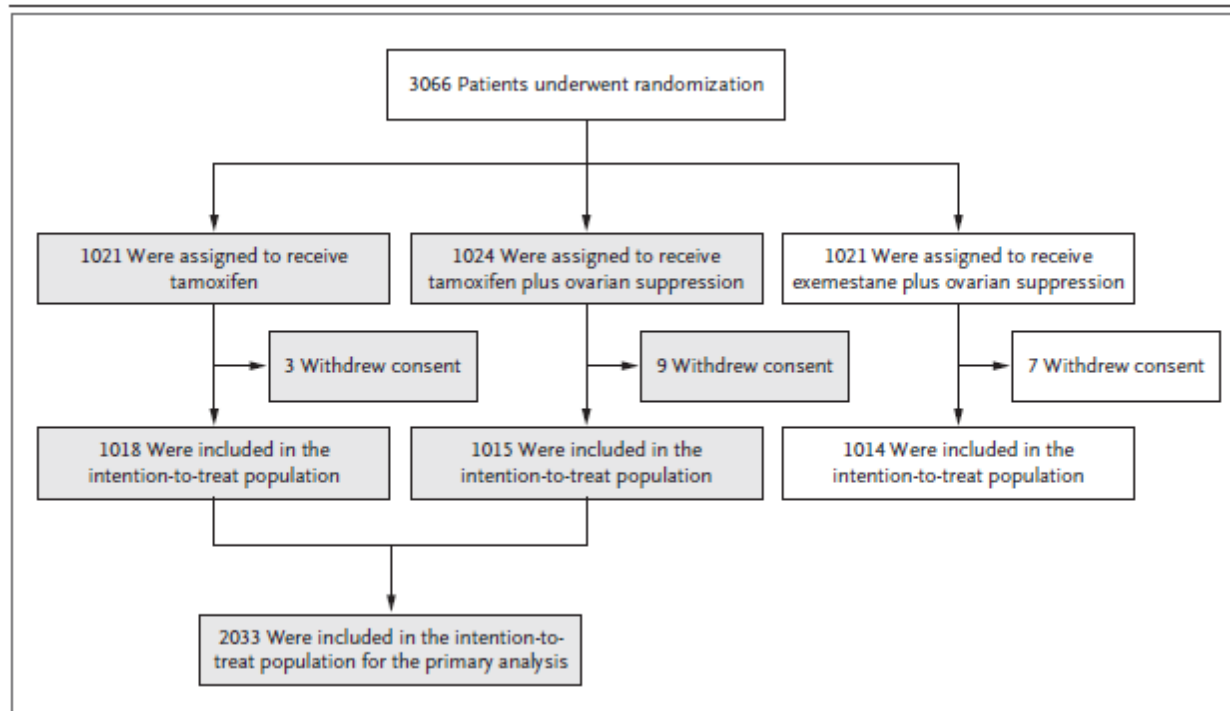 3066 Patients underwent randomization
1021 Were assigned to receive
tamoxifen
1024 Were assigned to receive
tamoxifen plus ovarian suppression
1021 Were assigned to receive
exemestane plus ovarian suppression
3 Withdrew consent
9 Withdrew consent
7 Withdrew consent
1018 Were included in the
intention-to-treat population
1015 Were included in the
intention-to-treat population
1014 Were included in the
intention-to-treat population
2033 Were included in the intention-to-
treat population for the primary analysis